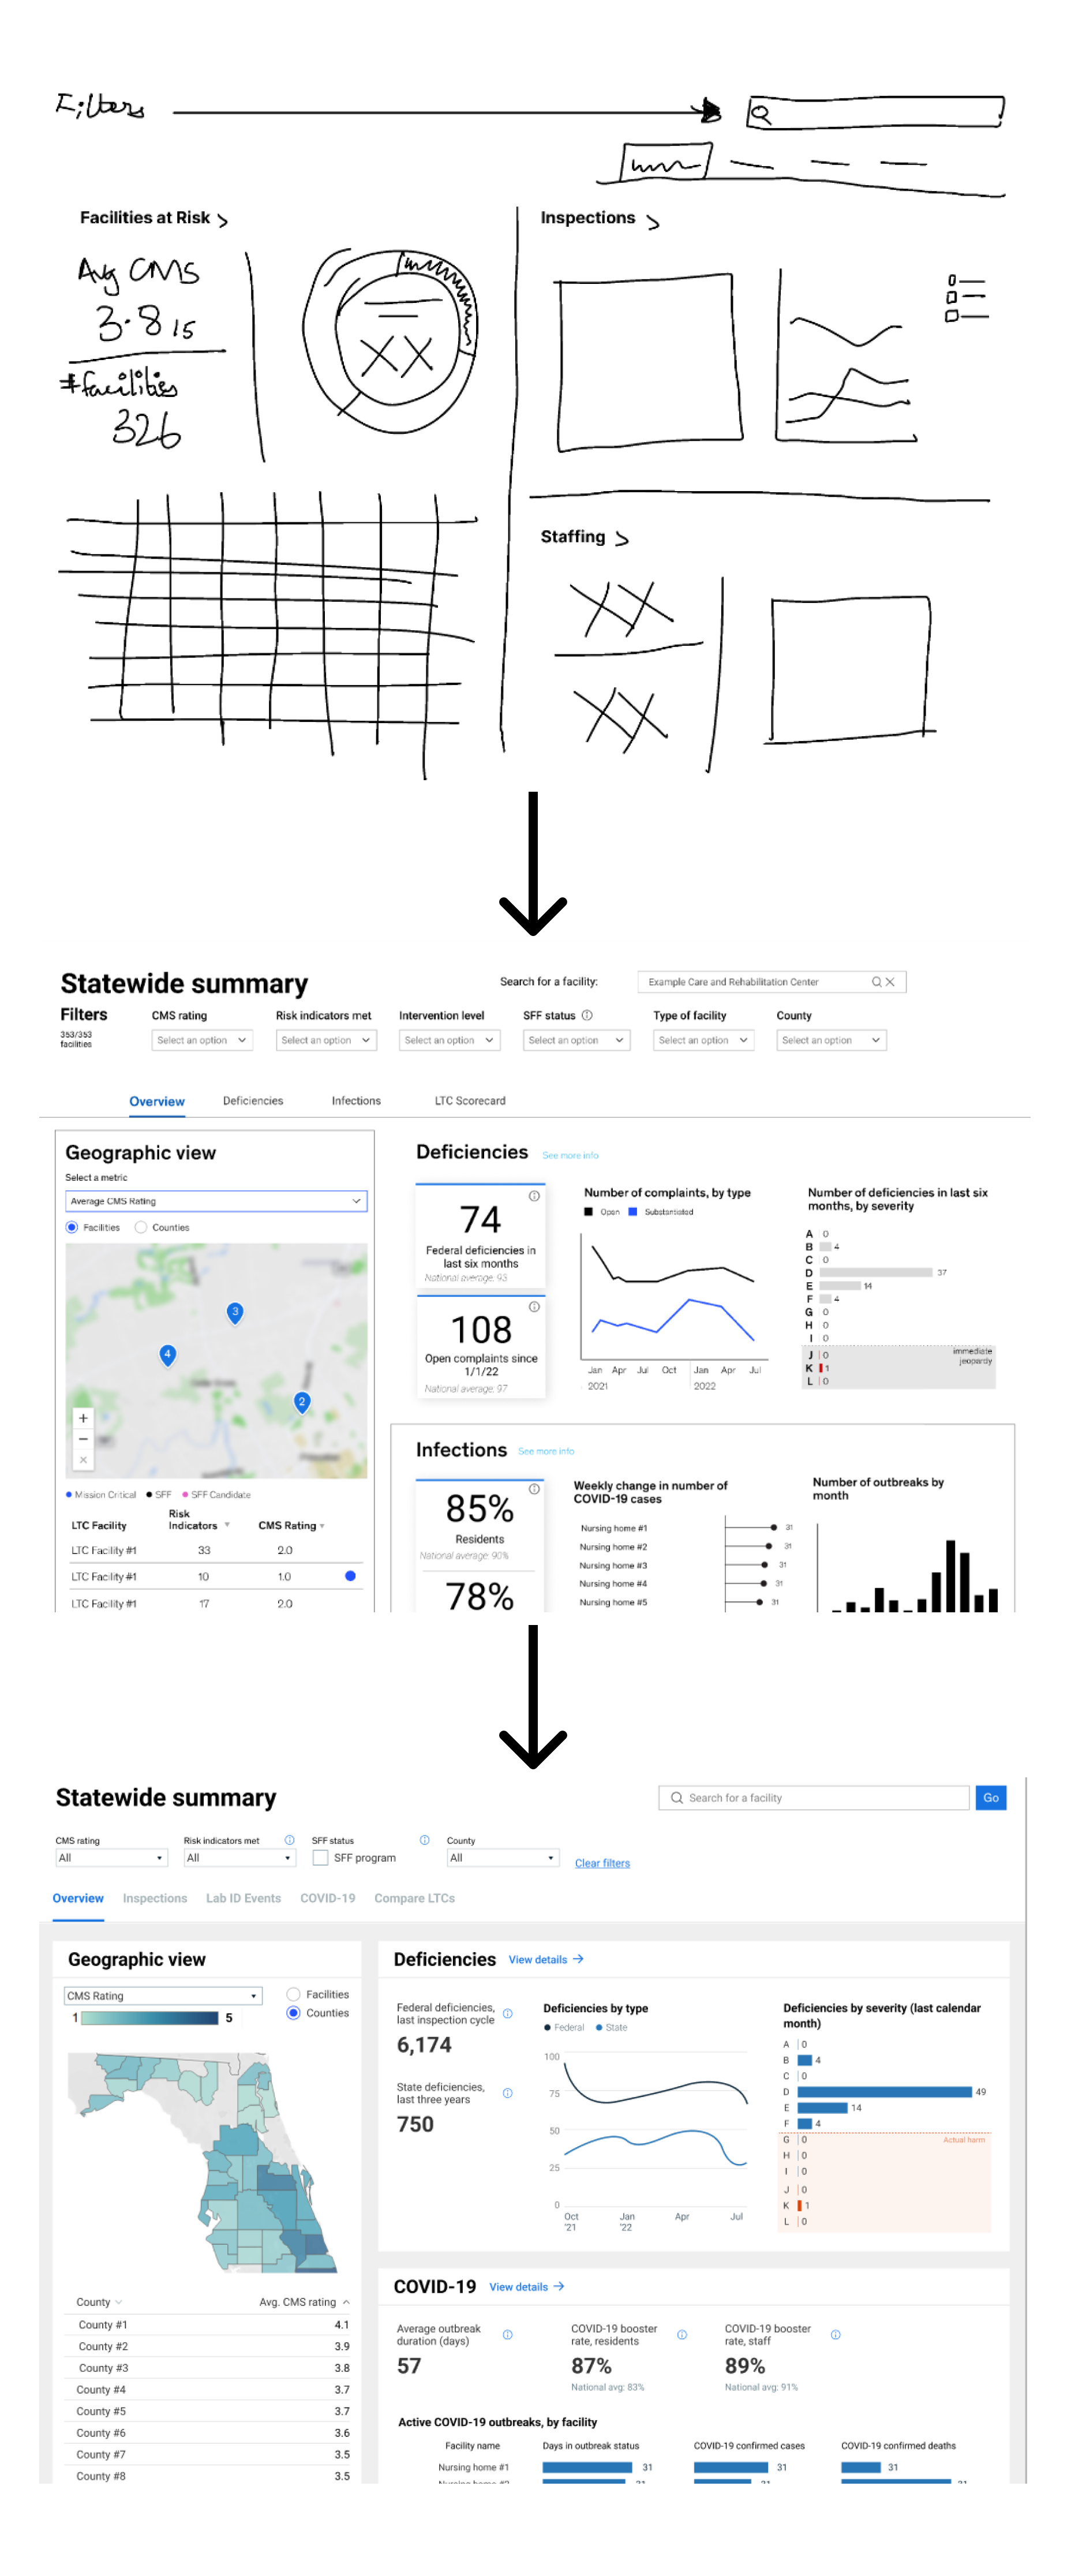 Filters
Facilities at Risk >
Inspections >
Avg CMS
3.8 15
# facilities
326
XX
Staffing >
XX
XX
Statewide summary
Search for a facility:
Example Care and Rehabilitation Center
Filters
353/353
facilities
CMS rating
Risk indicators met
Intervention level
SFF status
Type of facility
County
Select an option
Select an option
Select an option
Select an option
Select an option
Select an option
Overview
Deficiencies
Infections
LTC Scorecard
Geographic view
Select a metric
Average CMS Rating
Facilities
Counties
3
4
2
+
−
×
Mission Critical
SFF
SFF Candidate
LTC Facility
Risk
Indicators
CMS Rating
LTC Facility #1 33 2.0
LTC Facility #1 10 1.0
LTC Facility #1 17 2.0
Deficiencies
See more info
74
Federal deficiencies in
last six months
National average: 93
108
Open complaints since
1/1/22
National average: 97
Number of complaints, by type
Open
Substantiated
Jan Apr Jul Oct Jan Apr Jul
2021 2022
Number of deficiencies in last six
months, by severity
A 0
B 4
C 0
D 37
E 14
F 4
G 0
H 0
I 0
J 0
K 1
L 0
immediate
jeopardy
Infections
See more info
85%
Residents
National average: 90%
78%
Weekly change in number of
COVID-19 cases
Nursing home #1 31
Nursing home #2 31
Nursing home #3 31
Nursing home #4 31
Nursing home #5 31
Number of outbreaks by
month
Statewide summary
Search for a facility
Go
CMS rating
All
Risk indicators met
All
SFF status
SFF program
County
All
Clear filters
Overview
Inspections
Lab ID Events
COVID-19
Compare LTCs
Geographic view
CMS Rating
1 5
Facilities
Counties
County Avg. CMS rating
County #1 4.1
County #2 3.9
County #3 3.8
County #4 3.7
County #5 3.7
County #6 3.6
County #7 3.5
County #8 3.5
Deficiencies
View details →
Federal deficiencies,
last inspection cycle
6,174
State deficiencies,
last three years
750
Deficiencies by type
Federal
State
100
75
50
25
0
Oct Jan Apr Jul
'21 '22
Deficiencies by severity (last calendar
month)
A 0
B 4
C 0
D 49
E 14
F 4
G 0
Actual harm
H 0
I 0
J 0
K 1
L 0
COVID-19
View details →
Average outbreak
duration (days)
57
COVID-19 booster
rate, residents
87%
National avg: 83%
COVID-19 booster
rate, staff
89%
National avg: 91%
Active COVID-19 outbreaks, by facility
Facility name Days in outbreak status COVID-19 confirmed cases COVID-19 confirmed deaths
Nursing home #1 31 31 31